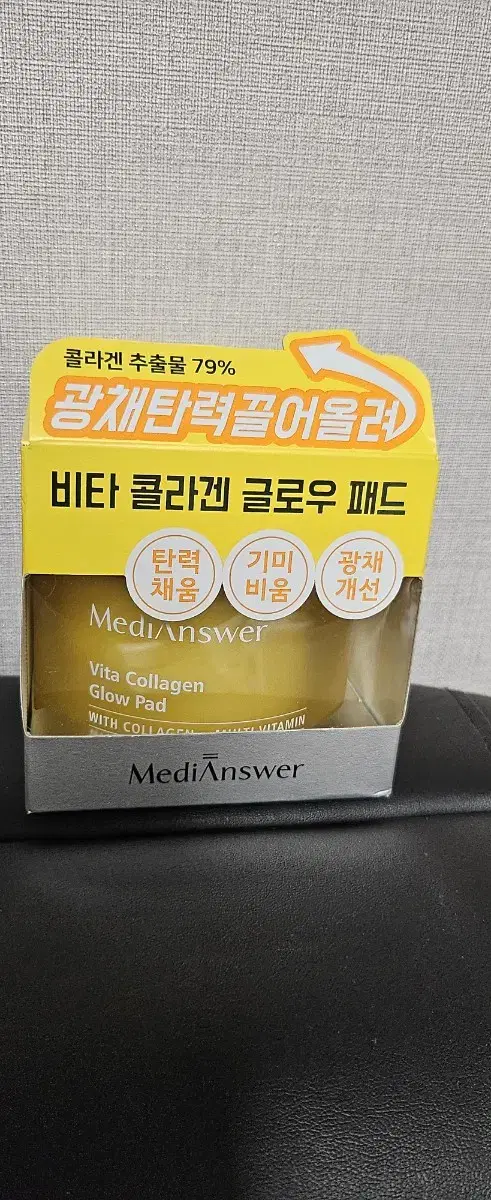 콜라겐 추출물 79%
광채탄력끌어올려
비타 콜라겐 글로우 패드
탄력
채움
기미
비움
광채
개선
MediAnswer
Vita Collagen
Glow Pad
WITH COLLAGEN MULTI VITAMIN
MediAnswer